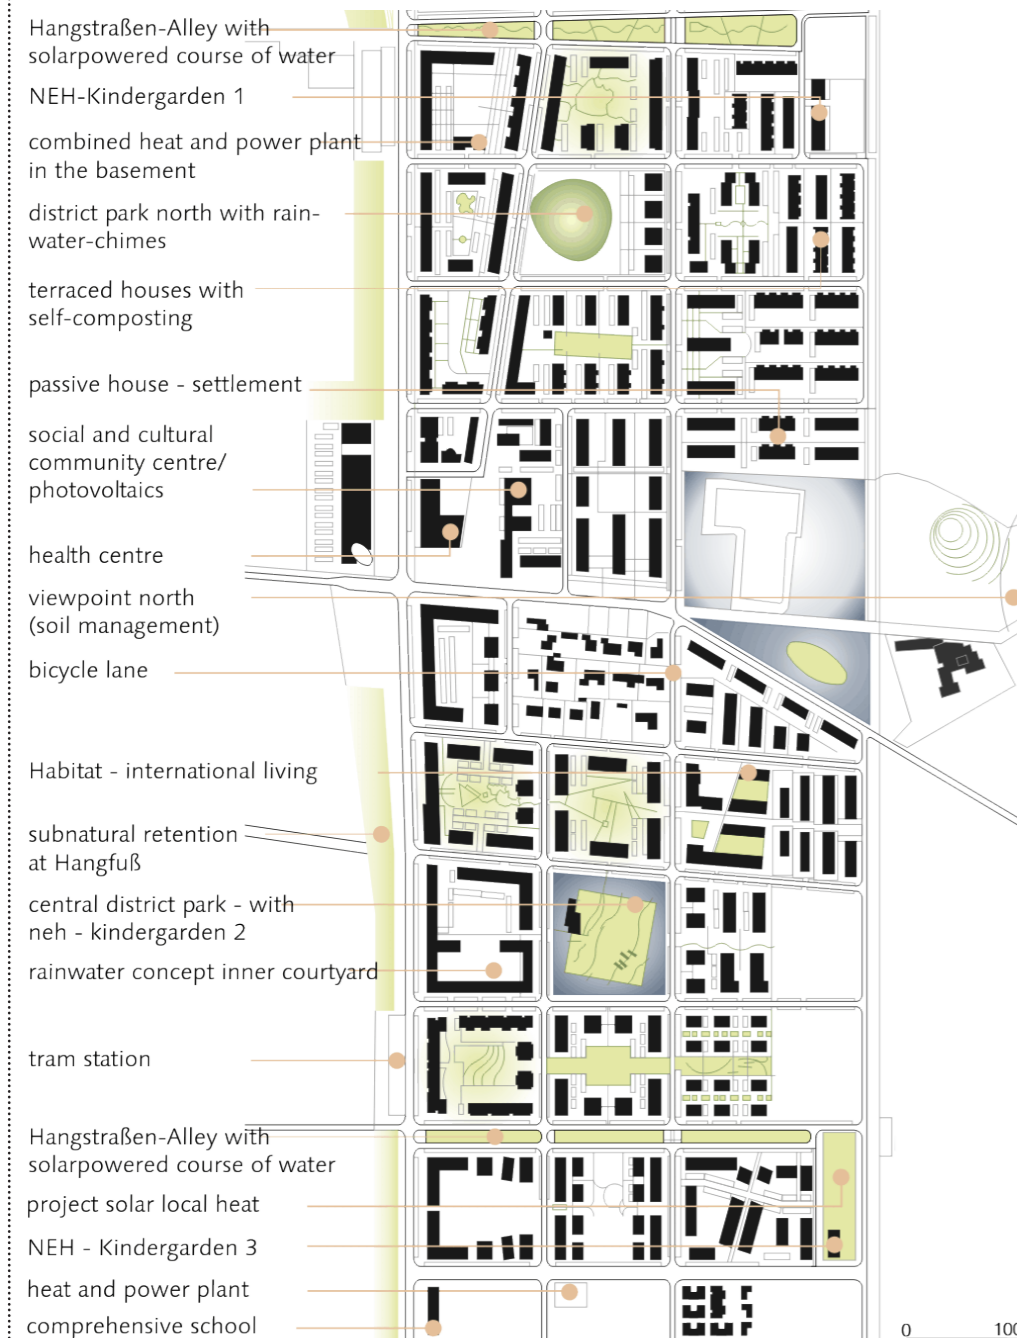 Hangstraßen-Alley with
solarpowered course of water
NEH-Kindergarden 1
combined heat and power plant
in the basement
district park north with rain-
water-chimes
terraced houses with
self-composting
passive house - settlement
social and cultural
community centre/
photovoltaics
health centre
viewpoint north
(soil management)
bicycle lane
Habitat - international living
subnatural retention
at Hangfuß
central district park - with
neh - kindergarden 2
rainwater concept inner courtyard
tram station
Hangstraßen-Alley with
solarpowered course of water
project solar local heat
NEH - Kindergarden 3
heat and power plant
comprehensive school
0 100